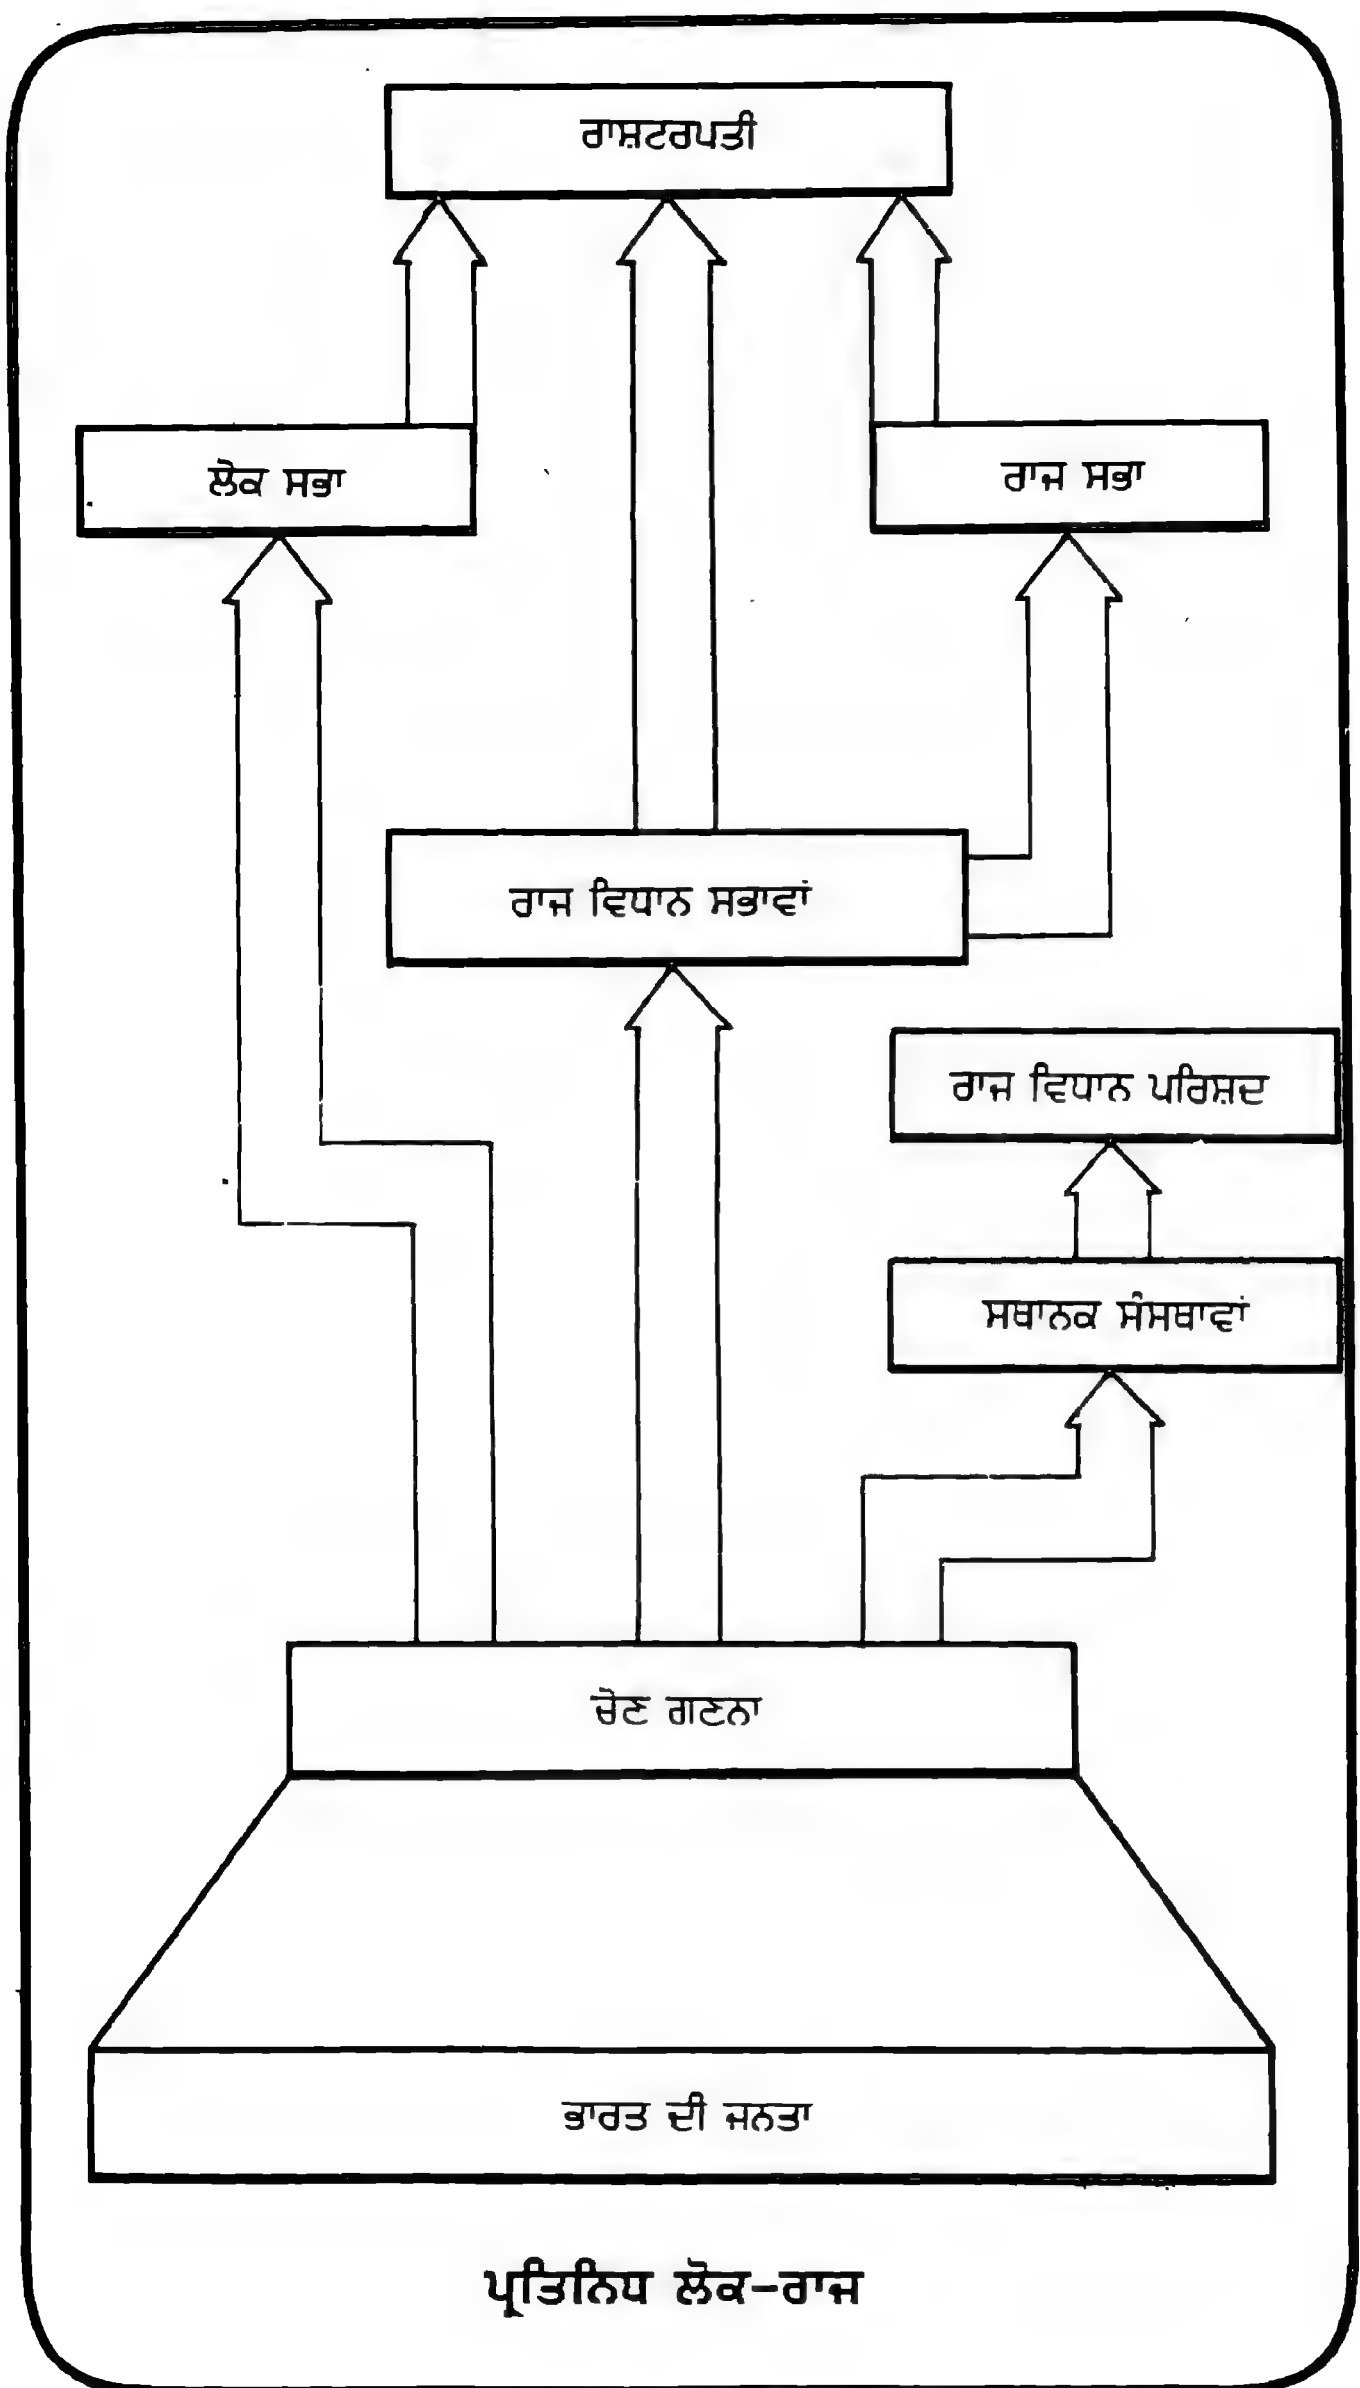 ਰਾਸ਼ਟਰਪਤੀ
ਲੋਕ ਸਭਾ
ਰਾਜ ਸਭਾ
ਰਾਜ ਵਿਧਾਨ ਸਭਾਵਾਂ
ਰਾਜ ਵਿਧਾਨ ਪਰਿਸ਼ਦ
ਸਥਾਨਕ ਸੰਸਥਾਵਾਂ
ਚੋਣ ਗਣਨਾ
ਭਾਰਤ ਦੀ ਜਨਤਾ
ਪ੍ਰਤਿਨਿਧ ਲੋਕ-ਰਾਜ